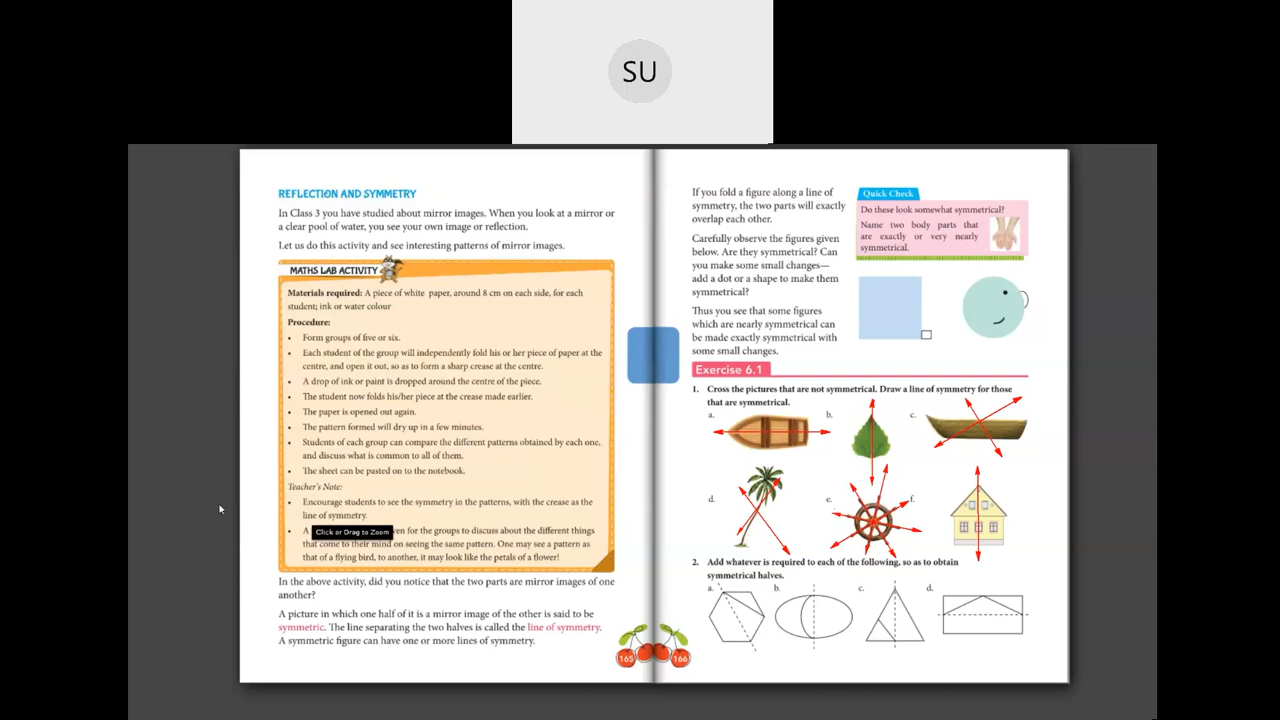 SU
REFLECTION AND SYMMETRY
In Class 3 you have studied about mirror images. When you look at a mirror or
a clear pool of water, you see your own image or reflection.
Let us do this activity and see interesting patterns of mirror images.
MATHS LAB ACTIVITY
Materials required: A piece of white paper, around 8 cm on each side, for each
student; ink or water colour
Procedure:
• Form groups of five or six.
• Each student of the group will independently fold his or her piece of paper at the
centre, and open it out, so as to form a sharp crease at the centre.
• A drop of ink or paint is dropped around the centre of the piece.
• The student now folds his/her piece at the crease made earlier.
• The paper is opened out again.
• The pattern formed will dry up in a few minutes.
• Students of each group can compare the different patterns obtained by each one,
and discuss what is common to all of them.
• The sheet can be pasted on to the notebook.
Teacher's Note:
• Encourage students to see the symmetry in the patterns, with the crease as the
line of symmetry.
• A Click or Drag to Zoom ven for the groups to discuss about the different things
that come to their mind on seeing the same pattern. One may see a pattern as
that of a flying bird, to another, it may look like the petals of a flower!
In the above activity, did you notice that the two parts are mirror images of one
another?
A picture in which one half of it is a mirror image of the other is said to be
symmetric. The line separating the two halves is called the line of symmetry.
A symmetric figure can have one or more lines of symmetry.
165
If you fold a figure along a line of
symmetry, the two parts will exactly
overlap each other.
Carefully observe the figures given
below. Are they symmetrical? Can
you make some small changes—
add a dot or a shape to make them
symmetrical?
Thus you see that some figures
which are nearly symmetrical can
be made exactly symmetrical with
some small changes.
Quick Check
Do these look somewhat symmetrical?
Name two body parts that
are exactly or very nearly
symmetrical.
Exercise 6.1
1. Cross the pictures that are not symmetrical. Draw a line of symmetry for those
that are symmetrical.
a. b. c.
d. e. f.
2. Add whatever is required to each of the following, so as to obtain
symmetrical halves.
a. b. c. d.
166